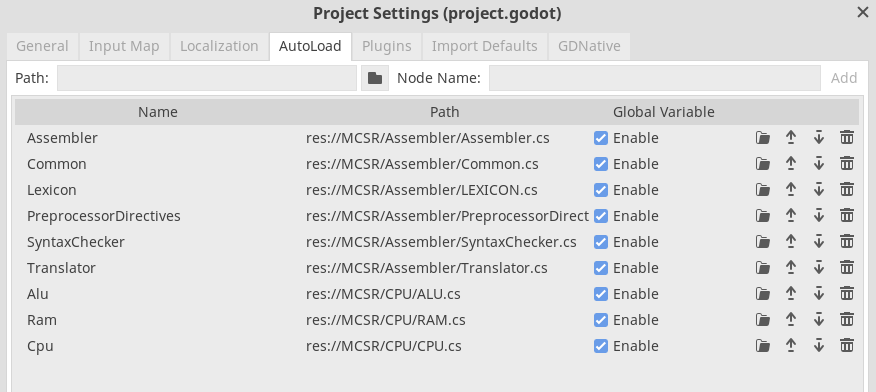 Project Settings (project.godot)
General Input Map Localization AutoLoad Plugins Import Defaults GDNative
Path: Node Name: Add
Name Path Global Variable
Assembler res://MCSR/Assembler/Assembler.cs Enable
Common res://MCSR/Assembler/Common.cs Enable
Lexicon res://MCSR/Assembler/LEXICON.cs Enable
PreprocessorDirectives res://MCSR/Assembler/PreprocessorDirect Enable
SyntaxChecker res://MCSR/Assembler/SyntaxChecker.cs Enable
Translator res://MCSR/Assembler/Translator.cs Enable
Alu res://MCSR/CPU/ALU.cs Enable
Ram res://MCSR/CPU/RAM.cs Enable
Cpu res://MCSR/CPU/CPU.cs Enable